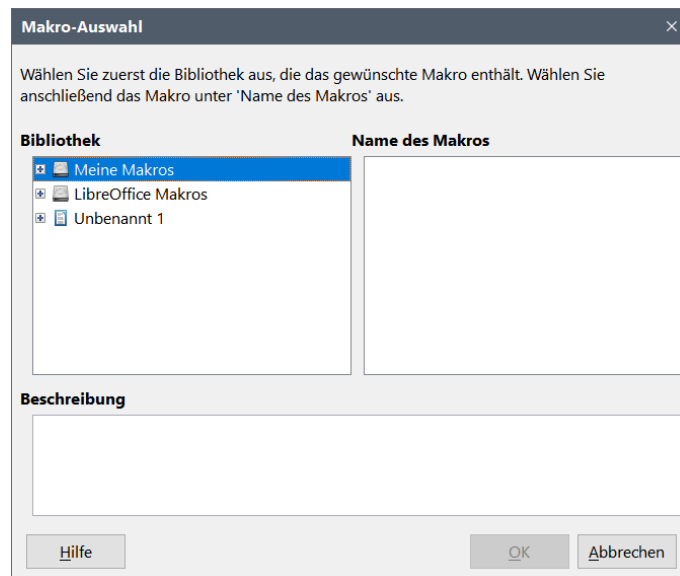 Makro-Auswahl
Wählen Sie zuerst die Bibliothek aus, die das gewünschte Makro enthält. Wählen Sie
anschließend das Makro unter 'Name des Makros' aus.
Bibliothek
Name des Makros
Meine Makros
LibreOffice Makros
Unbenannt 1
Beschreibung
Hilfe
OK
Abbrechen